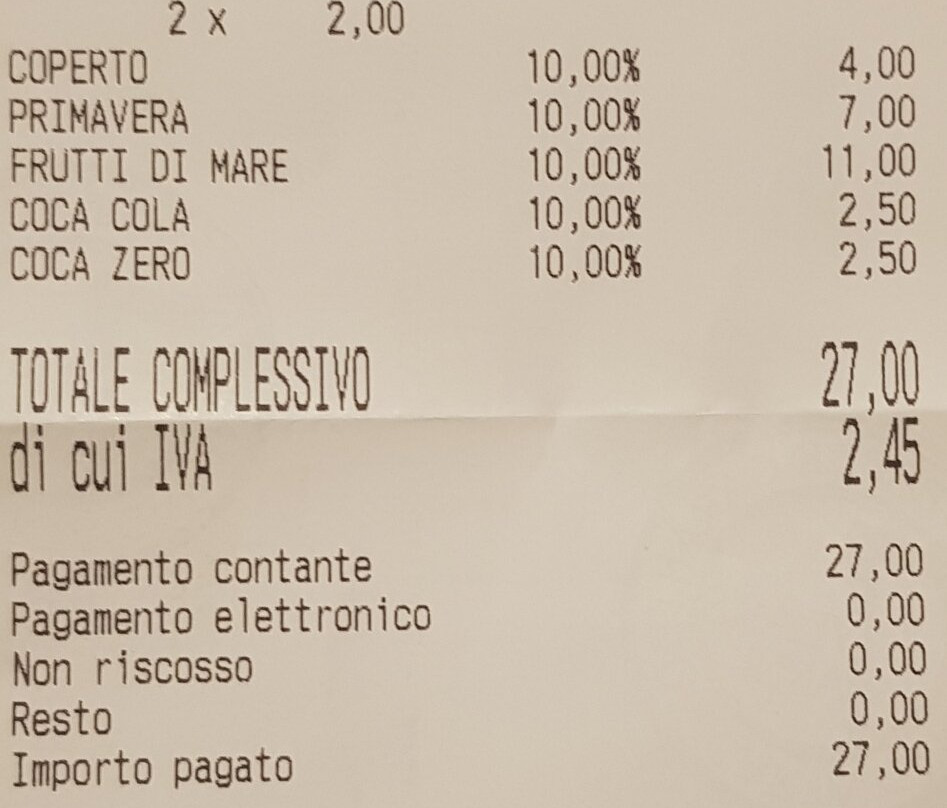 2 x 2,00
COPERTO 10,00% 4,00
PRIMAVERA 10,00% 7,00
FRUTTI DI MARE 10,00% 11,00
COCA COLA 10,00% 2,50
COCA ZERO 10,00% 2,50
TOTALE COMPLESSIVO 27,00
di cui IVA 2,45
Pagamento contante 27,00
Pagamento elettronico 0,00
Non riscosso 0,00
Resto 0,00
Importo pagato 27,00